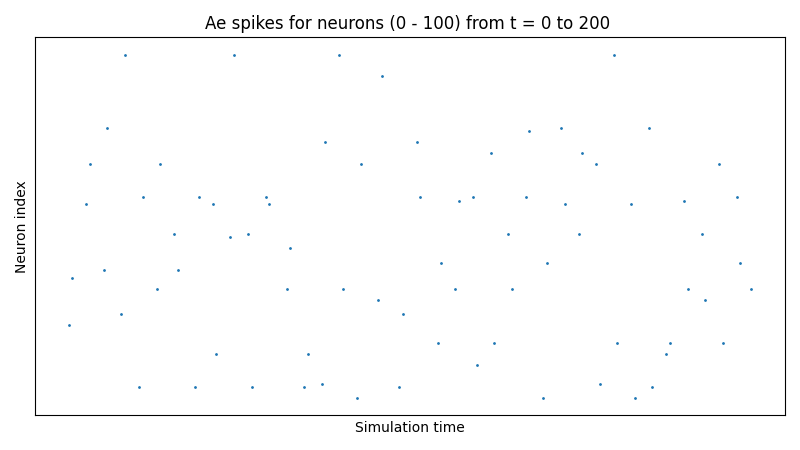 Ae spikes for neurons (0 - 100) from t = 0 to 200
Neuron index
Simulation time